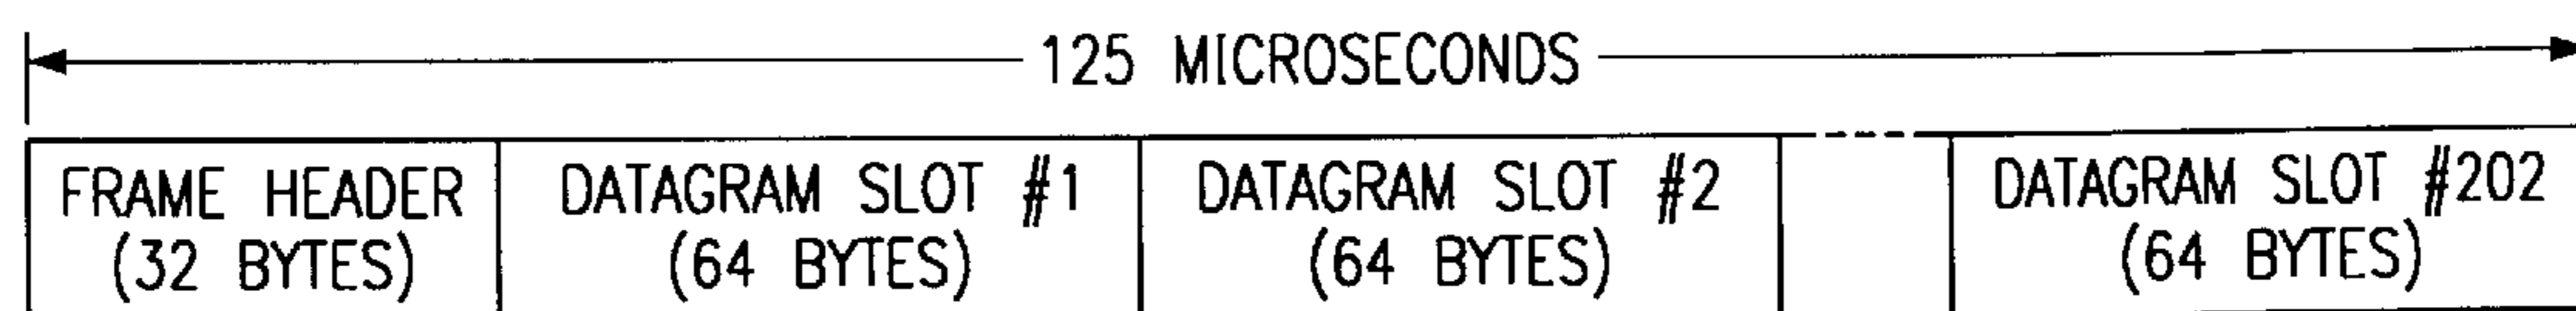 125 MICROSECONDS
FRAME HEADER
(32 BYTES)
DATAGRAM SLOT #1
(64 BYTES)
DATAGRAM SLOT #2
(64 BYTES)
DATAGRAM SLOT #202
(64 BYTES)